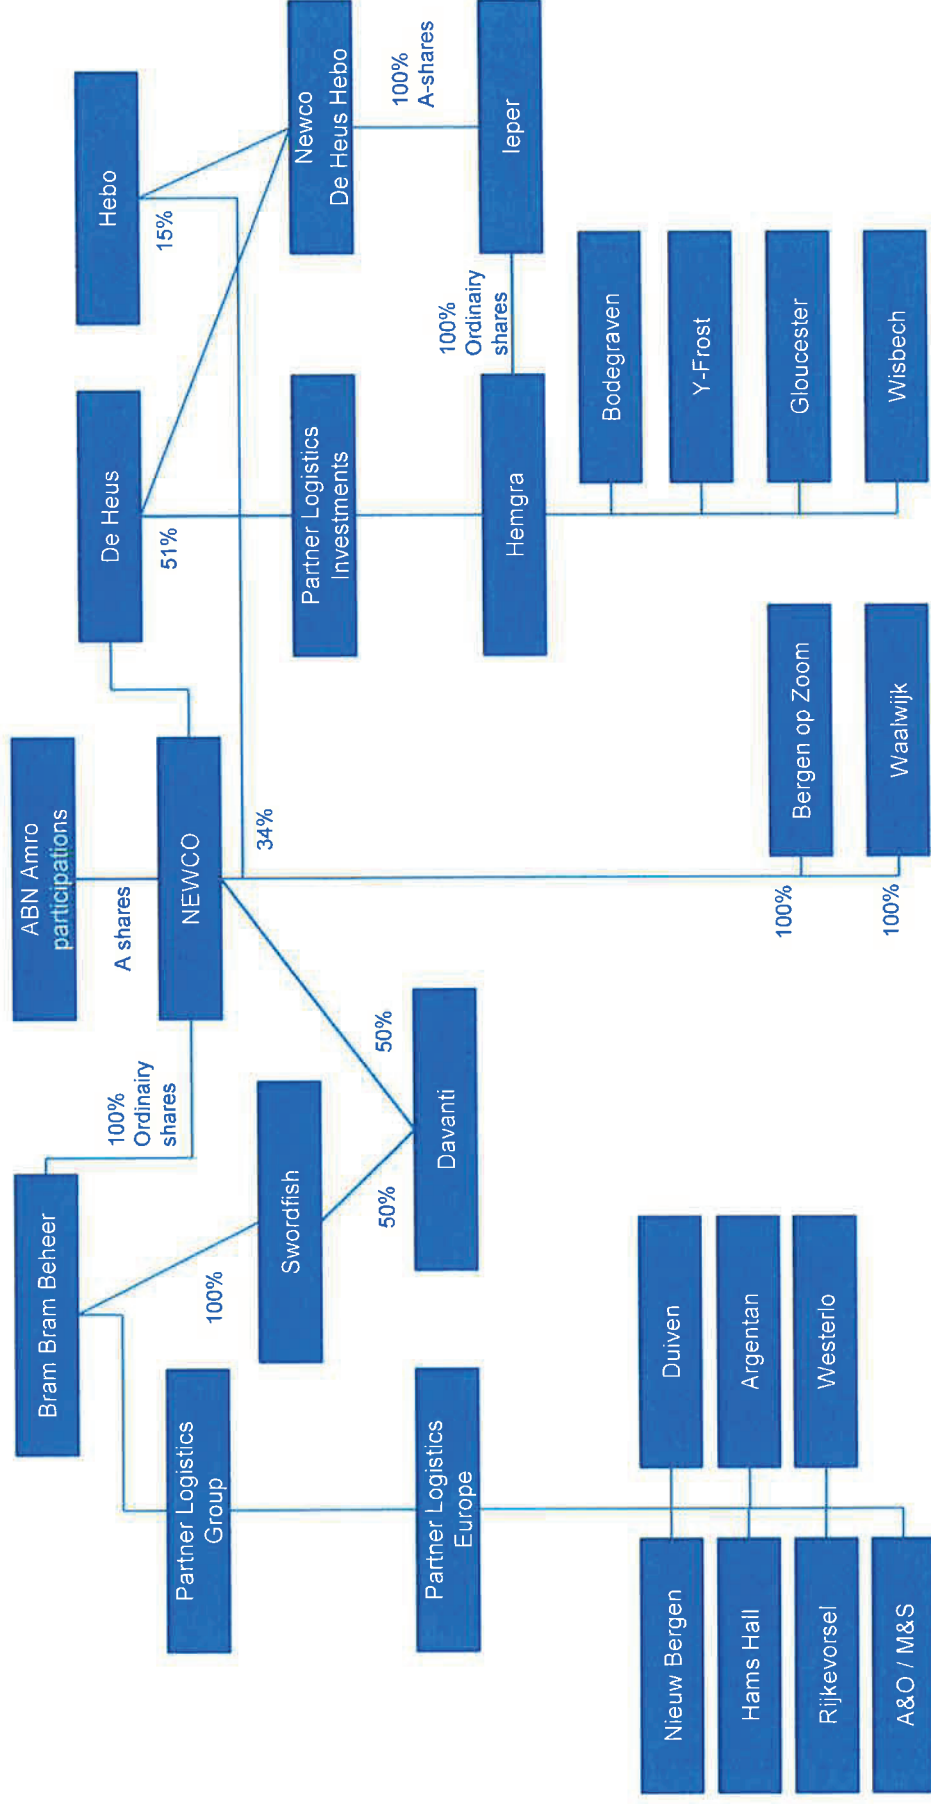 ABN Amro
participations
Bram Bram Beheer
De Heus
Hebo
A shares
100%
Ordinairy
shares
NEWCO
51%
15%
Partner Logistics
Group
100%
Swordfish
34%
Partner Logistics
Investments
Newco
De Heus Hebo
50%
50%
100%
A-shares
Partner Logistics
Europe
Davanti
Hemgra
100%
Ordinairy
shares
Ieper
Nieuw Bergen
Duiven
Bodegraven
Hams Hall
Argentan
Y-Frost
Rijkevorsel
Westerlo
100%
Bergen op Zoom
Gloucester
A&O / M&S
100%
Waalwijk
Wisbech